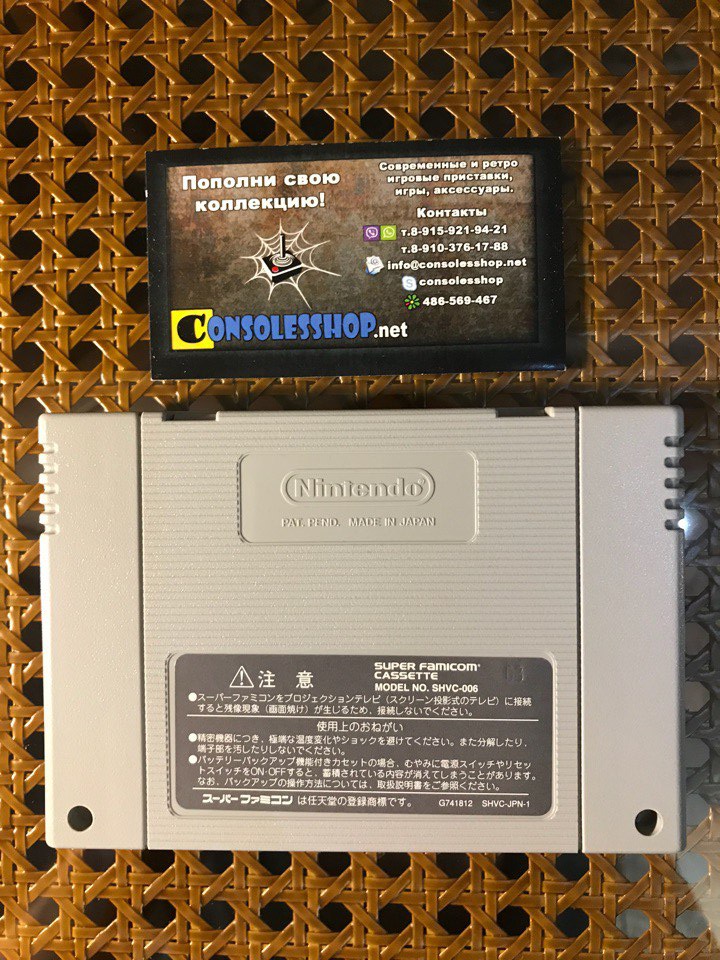 Пополни свою
коллекцию!
Современные и ретро
игровые приставки,
игры, аксессуары.
Контакты
т.8-915-921-94-21
т.8-910-376-17-88
info@consolesshop.net
consolesshop
486-569-467
CONSOLESSHOP.net
Nintendo®
PAT. PEND. MADE IN JAPAN
注意
SUPER FAMICOM®
CASSETTE
MODEL NO. SHVC-006
●スーパーファミコンをプロジェクションテレビ(スクリーン投影式のテレビ)に接続
すると残像現象(画面焼け)が生じるため、接続しないでください。
使用上のおねがい
●精密機器につき、極端な温度変化やショックを避けてください。また分解したり、
端子部を汚したりしないでください。
●バッテリーバックアップ機能付きカセットの場合、むやみに電源スイッチやリセッ
トスイッチをON·OFFすると、蓄積されている内容が消えてしまうことがあります。
なお、バックアップの操作方法については、取扱説明書をご参照ください。
スーパーファミコンは任天堂の登録商標です。
G741812 SHVC-JPN-1